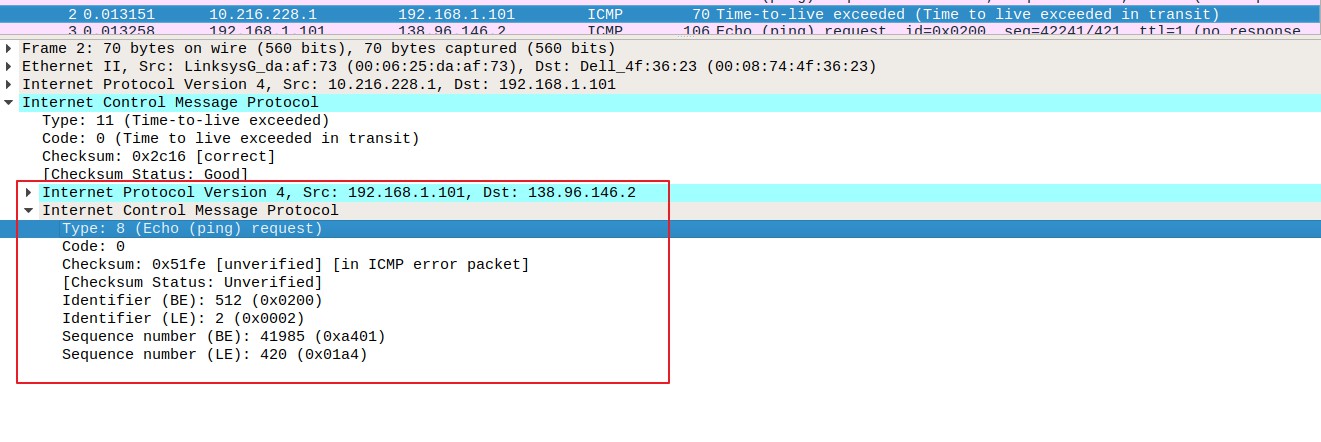 2 0.013151 10.216.228.1 192.168.1.101 ICMP 70 Time-to-live exceeded (Time to live exceeded in transit)
3 0.013258 192.168.1.101 138.96.146.2 ICMP 106 Echo (ping) request id=0x0200, seq=42241/421, ttl=1 (no response
Frame 2: 70 bytes on wire (560 bits), 70 bytes captured (560 bits)
Ethernet II, Src: LinksysG_da:af:73 (00:06:25:da:af:73), Dst: Dell_4f:36:23 (00:08:74:4f:36:23)
Internet Protocol Version 4, Src: 10.216.228.1, Dst: 192.168.1.101
Internet Control Message Protocol
Type: 11 (Time-to-live exceeded)
Code: 0 (Time to live exceeded in transit)
Checksum: 0x2c16 [correct]
[Checksum Status: Good]
Internet Protocol Version 4, Src: 192.168.1.101, Dst: 138.96.146.2
Internet Control Message Protocol
Type: 8 (Echo (ping) request)
Code: 0
Checksum: 0x51fe [unverified] [in ICMP error packet]
[Checksum Status: Unverified]
Identifier (BE): 512 (0x0200)
Identifier (LE): 2 (0x0002)
Sequence number (BE): 41985 (0xa401)
Sequence number (LE): 420 (0x01a4)